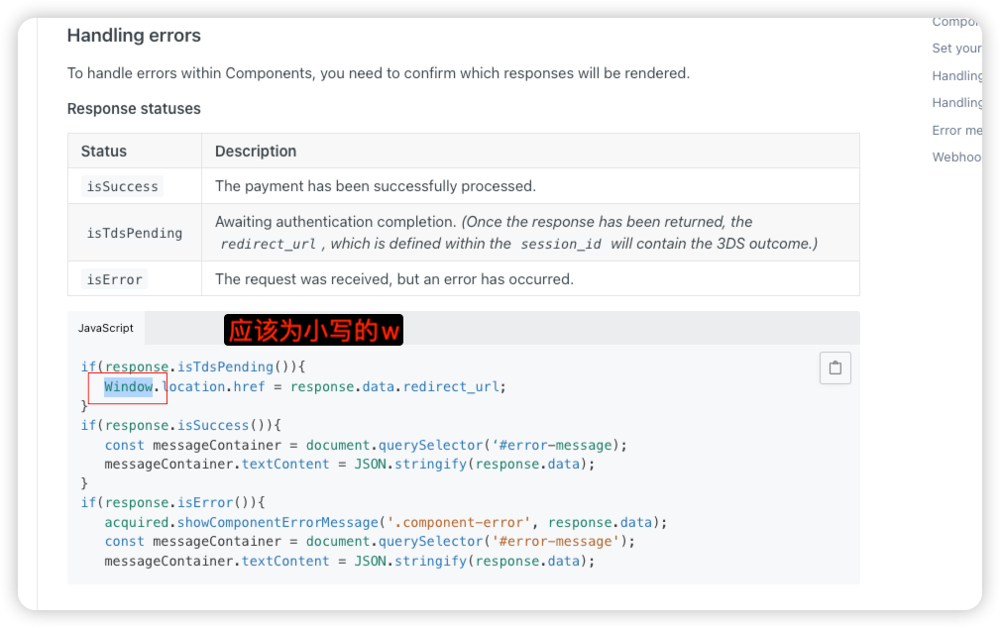 Handling errors
To handle errors within Components, you need to confirm which responses will be rendered.
Response statuses
Status Description
isSuccess The payment has been successfully processed.
isTdsPending Awaiting authentication completion. (Once the response has been returned, the
redirect_url , which is defined within the session_id will contain the 3DS outcome.)
isError The request was received, but an error has occurred.
JavaScript
应该为小写的w
if(response.isTdsPending()){
Window.location.href = response.data.redirect_url;
}
if(response.isSuccess()){
const messageContainer = document.querySelector(‘#error-message);
messageContainer.textContent = JSON.stringify(response.data);
}
if(response.isError()){
acquired.showComponentErrorMessage('.component-error', response.data);
const messageContainer = document.querySelector('#error-message');
messageContainer.textContent = JSON.stringify(response.data);
Compo
Set your
Handling
Handling
Error me
Webhoo